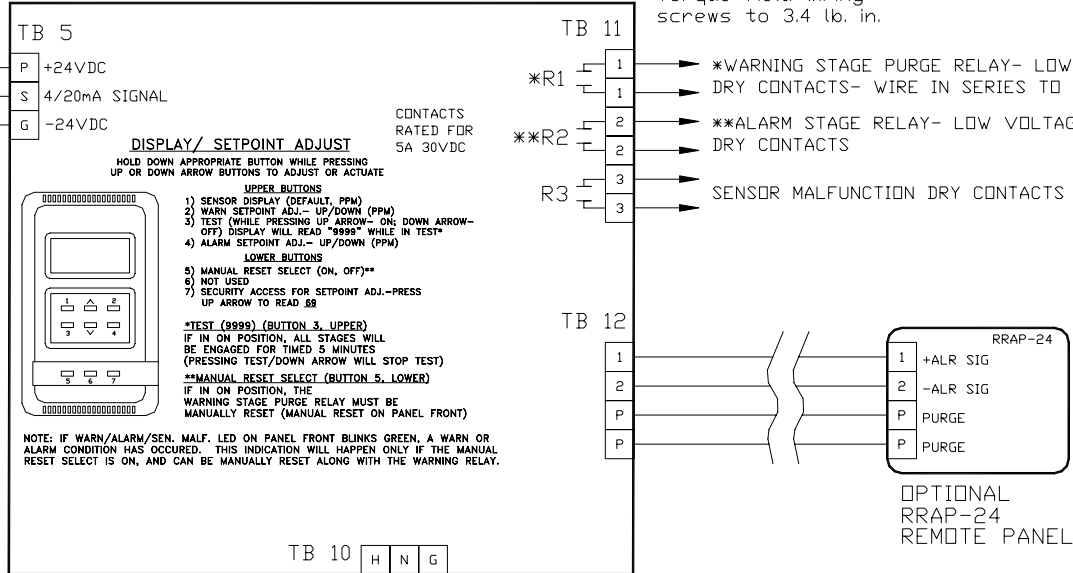 screws to 3.4 lb. in.
TB 5
P +24VDC
S 4/20mA SIGNAL
G -24VDC
CONTACTS
RATED FOR
5A 30VDC
DISPLAY/ SETPOINT ADJUST
HOLD DOWN APPROPRIATE BUTTON WHILE PRESSING
UP OR DOWN ARROW BUTTONS TO ADJUST OR ACTUATE
UPPER BUTTONS
1) SENSOR DISPLAY (DEFAULT, PPM)
2) WARN SETPOINT ADJ.- UP/DOWN (PPM)
3) TEST (WHILE PRESSING UP ARROW- ON; DOWN ARROW-
OFF) DISPLAY WILL READ "9999" WHILE IN TEST*
4) ALARM SETPOINT ADJ.- UP/DOWN (PPM)
LOWER BUTTONS
5) MANUAL RESET SELECT (ON, OFF)**
6) NOT USED
7) SECURITY ACCESS FOR SETPOINT ADJ.-PRESS
UP ARROW TO READ 69
1 2
3 4
5 6 7
*TEST (9999) (BUTTON 3, UPPER)
IF IN ON POSITION, ALL STAGES WILL
BE ENGAGED FOR TIMED 5 MINUTES
(PRESSING TEST/DOWN ARROW WILL STOP TEST)
**MANUAL RESET SELECT (BUTTON 5, LOWER)
IF IN ON POSITION, THE
WARNING STAGE PURGE RELAY MUST BE
MANUALLY RESET (MANUAL RESET ON PANEL FRONT)
NOTE: IF WARN/ALARM/SEN. MALF. LED ON PANEL FRONT BLINKS GREEN, A WARN OR
ALARM CONDITION HAS OCCURED. THIS INDICATION WILL HAPPEN ONLY IF THE MANUAL
RESET SELECT IS ON, AND CAN BE MANUALLY RESET ALONG WITH THE WARNING RELAY.
TB 10 H N G
TB 11
*R1
1
1
**R2
2
2
R3
3
3
*WARNING STAGE PURGE RELAY- LOW
DRY CONTACTS- WIRE IN SERIES TO
**ALARM STAGE RELAY- LOW VOLTAG
DRY CONTACTS
SENSOR MALFUNCTION DRY CONTACTS
TB 12
1
2
P
P
RRAP-24
1 +ALR SIG
2 -ALR SIG
P PURGE
P PURGE
OPTIONAL
RRAP-24
REMOTE PANEL